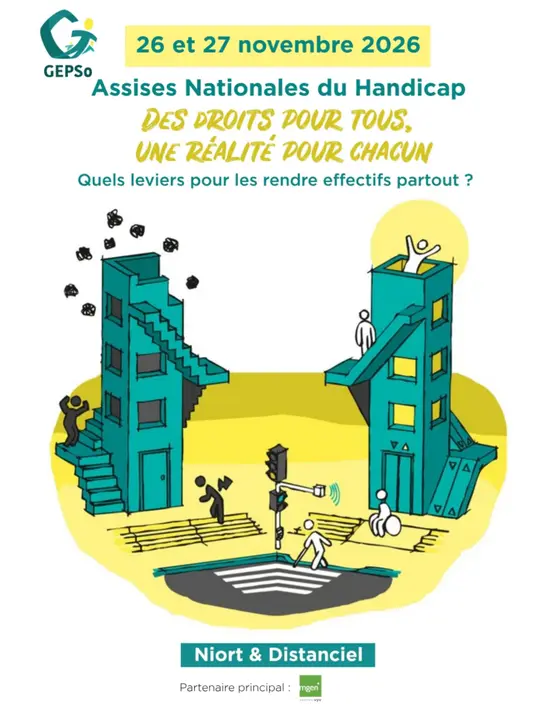 GEPSo
26 et 27 novembre 2026
Assises Nationales du Handicap
DES DROITS POUR TOUS,
UNE RÉALITÉ POUR CHACUN
Quels leviers pour les rendre effectifs partout ?
Niort & Distanciel
Partenaire principal :
mgen